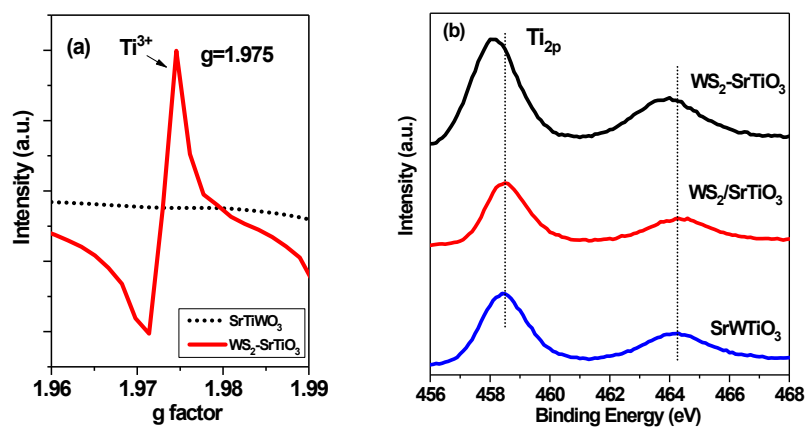 (a)
Ti³⁺
g=1.975
Intensity (a.u.)
SrTiWO₃
WS₂-SrTiO₃
1.96 1.97 1.98 1.99
g factor
(b)
Ti₂ₚ
WS₂-SrTiO₃
WS₂/SrTiO₃
SrWTiO₃
Intensity (a.u.)
456 458 460 462 464 466 468
Binding Energy (eV)